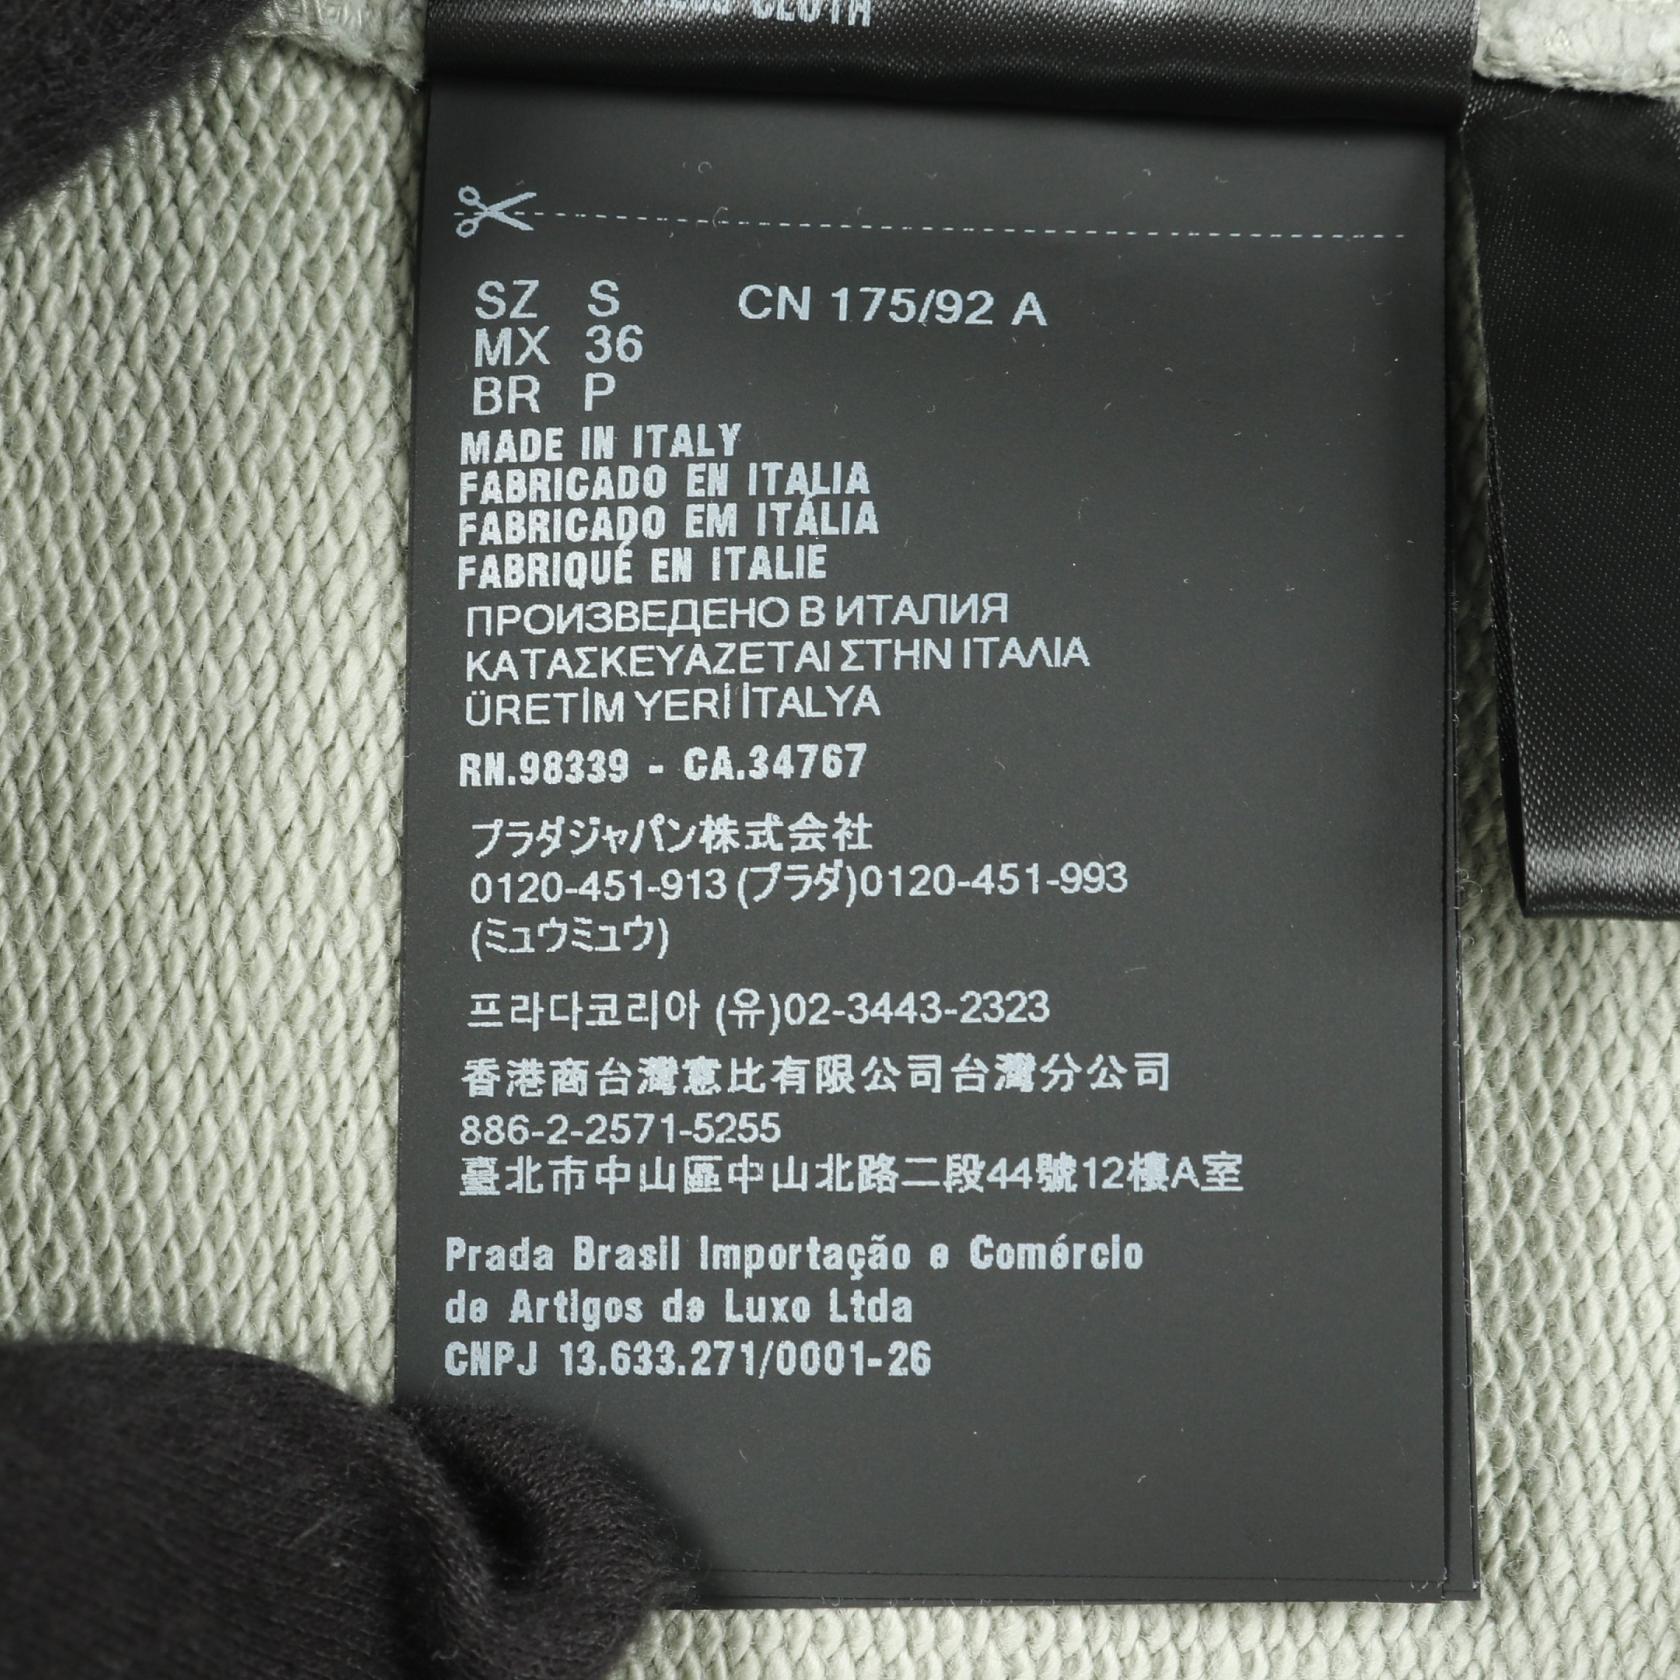 CLOTH
SZ S CN 175/92 A
MX 36
BR P
MADE IN ITALY
FABRICADO EN ITALIA
FABRICADO EM ITÁLIA
FABRIQUÉ EN ITALIE
ПРОИЗВЕДЕНО В ИТАЛИЯ
ΚΑΤΑΣΚΕΥΑΖΕΤΑΙ ΣΤΗΝ ΙΤΑΛΙΑ
ÜRETİM YERİ İTALYA
RN.98339 - CA.34767
プラダジャパン株式会社
0120-451-913 (プラダ)0120-451-993
(ミュウミュウ)
프라다코리아 (유)02-3443-2323
香港商台灣憙比有限公司台灣分公司
886-2-2571-5255
臺北市中山區中山北路二段44號12樓A室
Prada Brasil Importação e Comércio
de Artigos de Luxo Ltda
CNPJ 13.633.271/0001-26